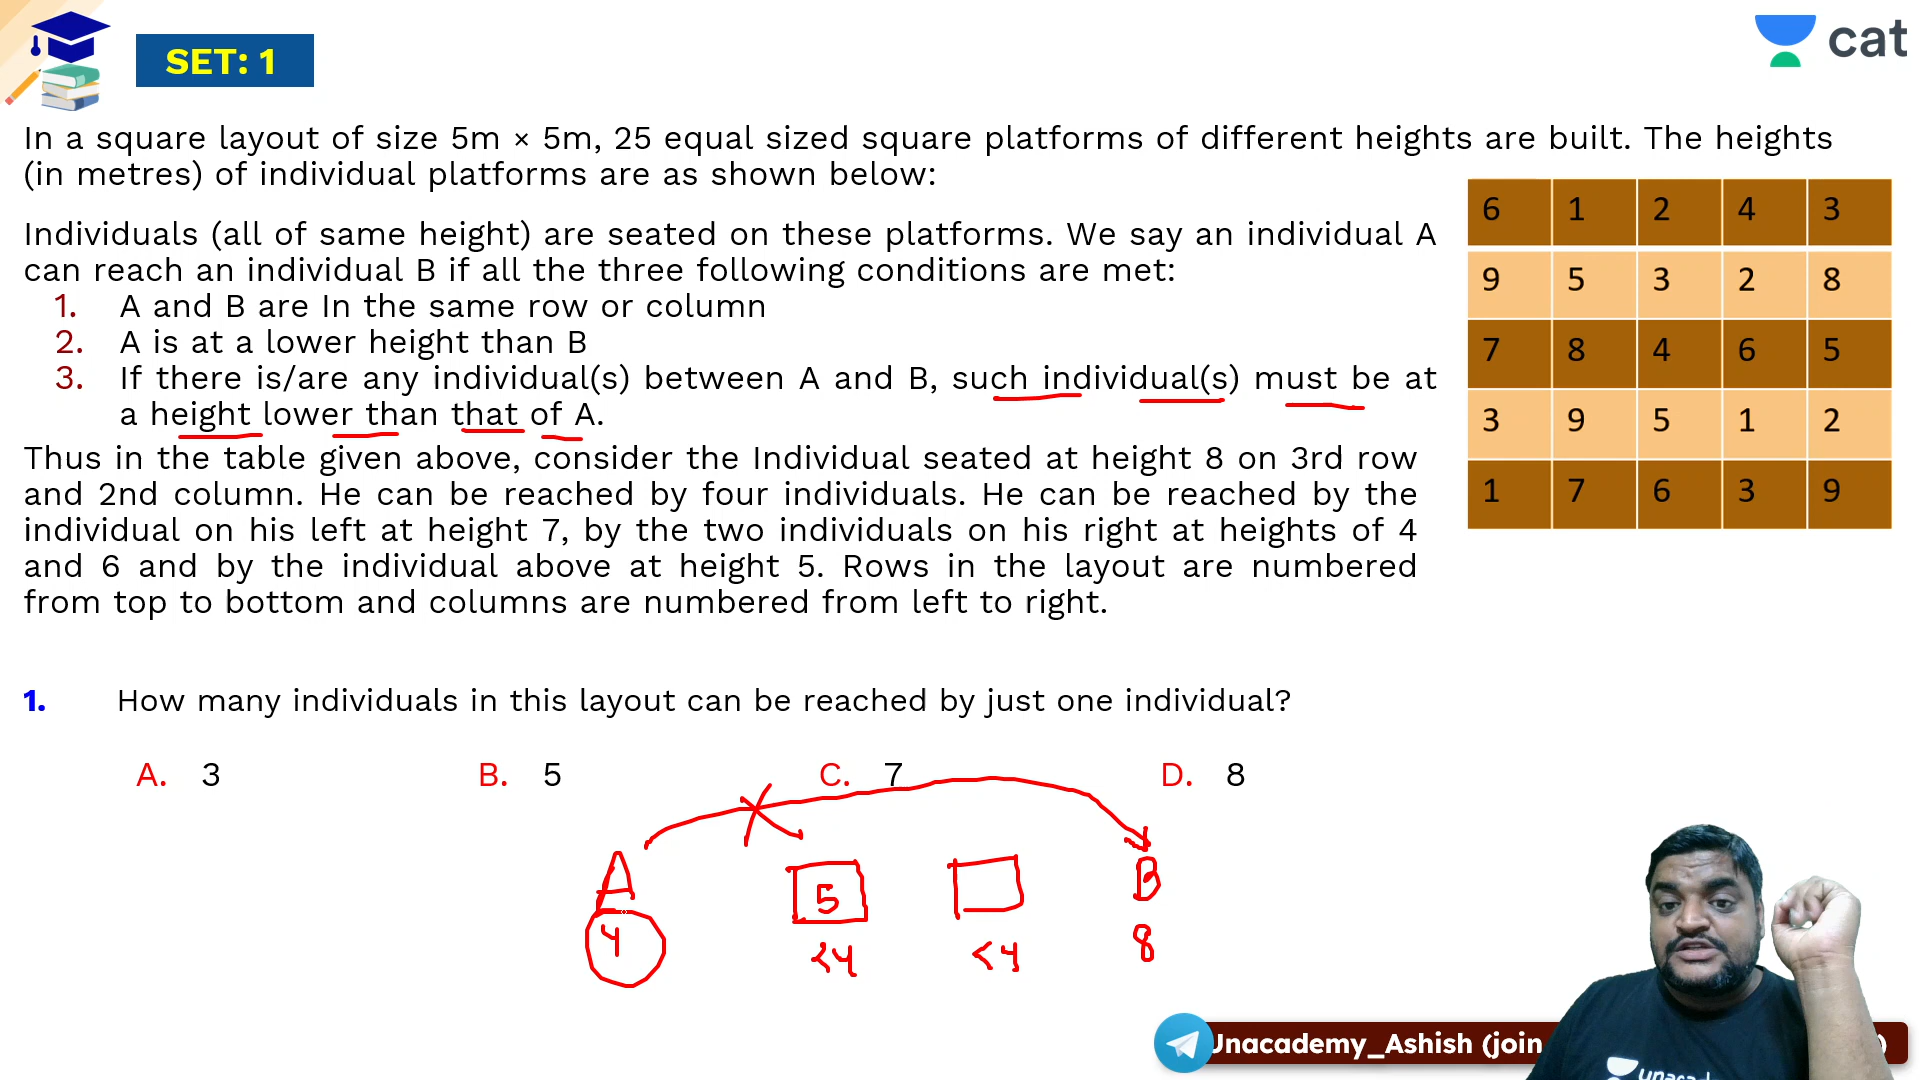 SET: 1
cat
In a square layout of size 5m × 5m, 25 equal sized square platforms of different heights are built. The heights
(in metres) of individual platforms are as shown below:
6 1 2 4 3
9 5 3 2 8
7 8 4 6 5
3 9 5 1 2
1 7 6 3 9
Individuals (all of same height) are seated on these platforms. We say an individual A
can reach an individual B if all the three following conditions are met:
1. A and B are In the same row or column
2. A is at a lower height than B
3. If there is/are any individual(s) between A and B, such individual(s) must be at
a height lower than that of A.
Thus in the table given above, consider the Individual seated at height 8 on 3rd row
and 2nd column. He can be reached by four individuals. He can be reached by the
individual on his left at height 7, by the two individuals on his right at heights of 4
and 6 and by the individual above at height 5. Rows in the layout are numbered
from top to bottom and columns are numbered from left to right.
1. How many individuals in this layout can be reached by just one individual?
A. 3 B. 5 C. 7 D. 8
A 5 B
4 <4 <4 8
Unacademy_Ashish (join